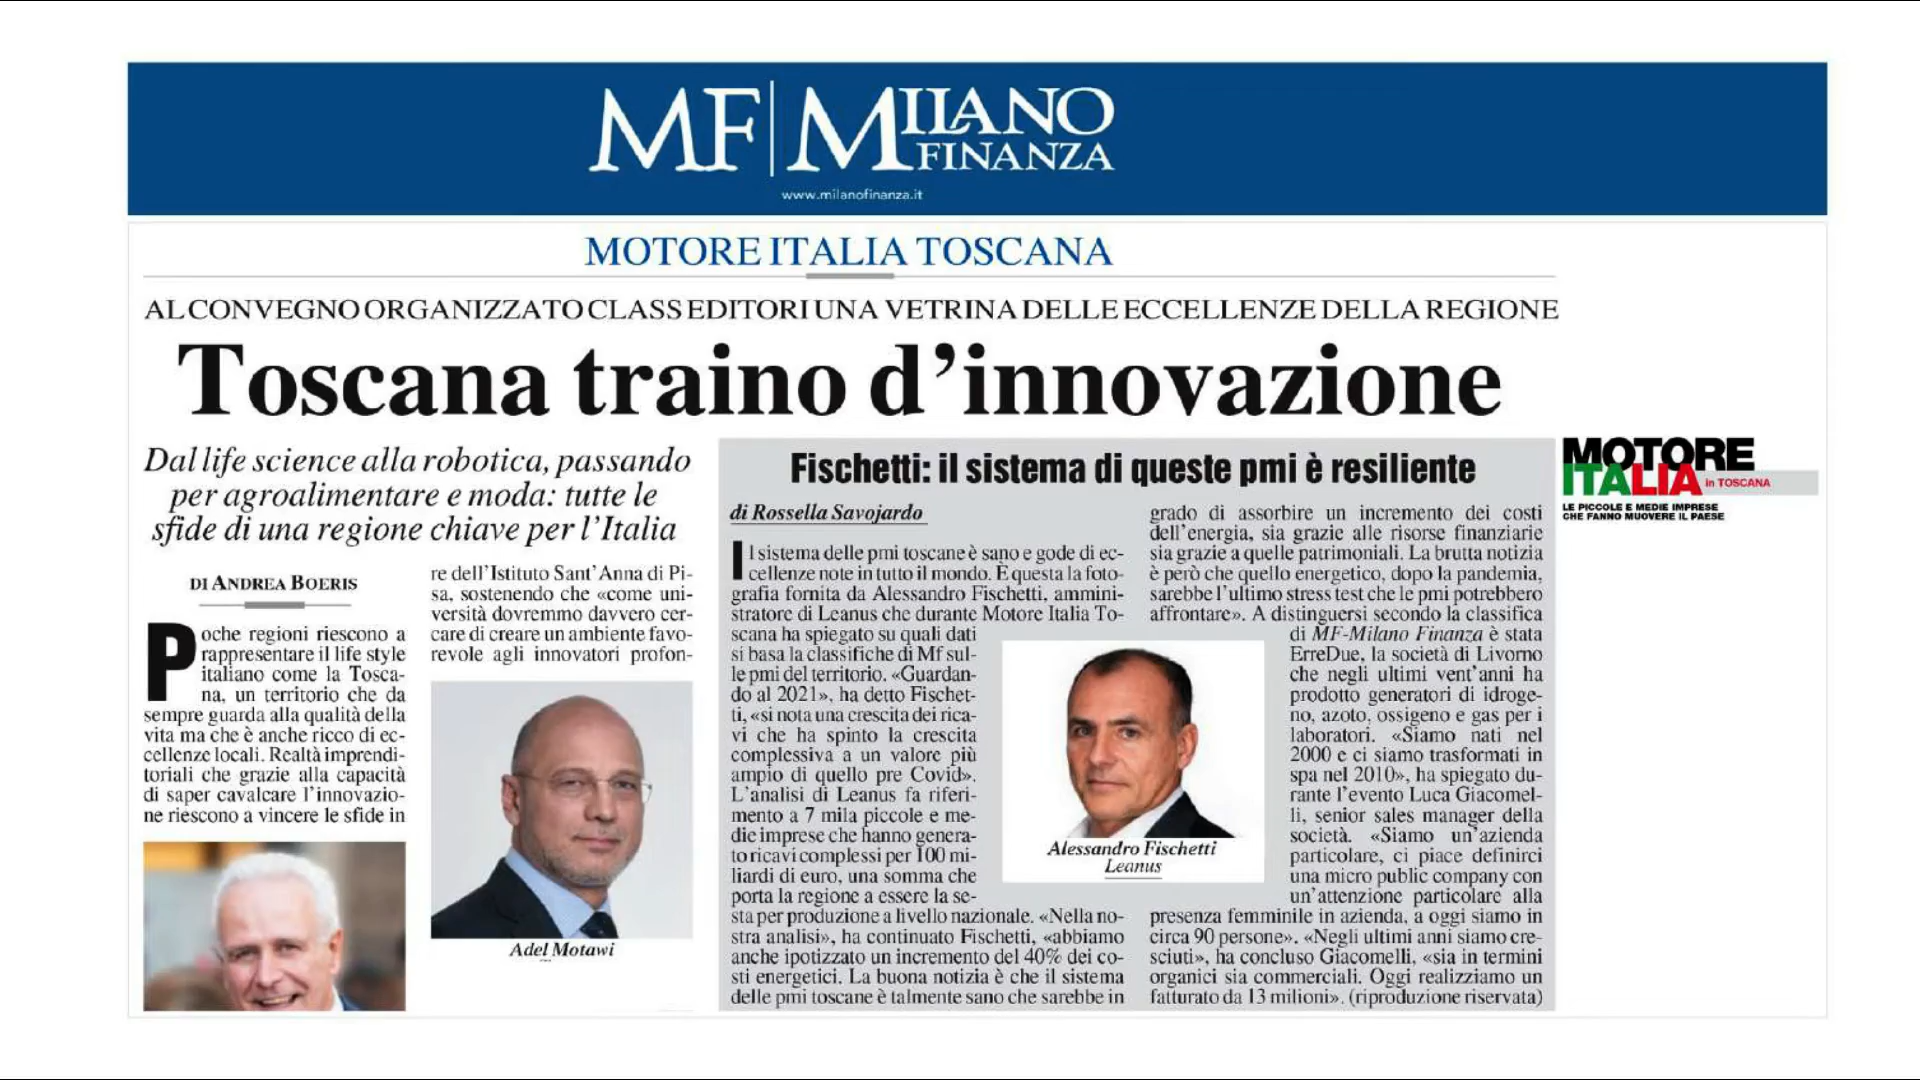 MF MILANO FINANZA
www.milanofinanza.it
MOTORE ITALIA TOSCANA
AL CONVEGNO ORGANIZZATO CLASS EDITORI UNA VETRINA DELLE ECCELLENZE DELLA REGIONE
Toscana traino d’innovazione
Dal life science alla robotica, passando
per agroalimentare e moda: tutte le
sfide di una regione chiave per l’Italia
DI ANDREA BOERIS
Poche regioni riescono a
rappresentare il life style
italiano come la Tosca-
na, un territorio che da
sempre guarda alla qualità della
vita ma che è anche ricco di ec-
cellenze locali. Realtà imprendi-
toriali che grazie alla capacità
di saper cavalcare l’innovazio-
ne riescono a vincere le sfide in
re dell’Istituto Sant’Anna di Pi-
sa, sostenendo che «come uni-
versità dovremmo davvero cer-
care di creare un ambiente favo-
revole agli innovatori profon-
Adel Motawi
Fischetti: il sistema di queste pmi è resiliente
di Rossella Savojardo
Il sistema delle pmi toscane è sano e gode di ec-
cellenze note in tutto il mondo. È questa la foto-
grafia fornita da Alessandro Fischetti, ammini-
stratore di Leanus che durante Motore Italia To-
scana ha spiegato su quali dati
si basa la classifiche di Mf sul-
le pmi del territorio. «Guardan-
do al 2021», ha detto Fischet-
ti, «si nota una crescita dei rica-
vi che ha spinto la crescita
complessiva a un valore più
ampio di quello pre Covid».
L’analisi di Leanus fa riferi-
mento a 7 mila piccole e me-
die imprese che hanno genera-
to ricavi complessi per 100 mi-
liardi di euro, una somma che
porta la regione a essere la se-
sta per produzione a livello nazionale. «Nella no-
stra analisi», ha continuato Fischetti, «abbiamo
anche ipotizzato un incremento del 40% dei co-
sti energetici. La buona notizia è che il sistema
delle pmi toscane è talmente sano che sarebbe in
grado di assorbire un incremento dei costi
dell’energia, sia grazie alle risorse finanziarie
sia grazie a quelle patrimoniali. La brutta notizia
è però che quello energetico, dopo la pandemia,
sarebbe l’ultimo stress test che le pmi potrebbero
affrontare». A distinguersi secondo la classifica
di MF-Milano Finanza è stata
ErreDue, la società di Livorno
che negli ultimi vent’anni ha
prodotto generatori di idroge-
no, azoto, ossigeno e gas per i
laboratori. «Siamo nati nel
2000 e ci siamo trasformati in
spa nel 2010», ha spiegato du-
rante l’evento Luca Giacomel-
li, senior sales manager della
società. «Siamo un’azienda
particolare, ci piace definirci
una micro public company con
un’attenzione particolare alla
presenza femminile in azienda, a oggi siamo in
circa 90 persone». «Negli ultimi anni siamo cre-
sciuti», ha concluso Giacomelli, «sia in termini
organici sia commerciali. Oggi realizziamo un
fatturato da 13 milioni». (riproduzione riservata)
Alessandro Fischetti
Leanus
MOTORE
ITALIA in TOSCANA
LE PICCOLE E MEDIE IMPRESE
CHE FANNO MUOVERE IL PAESE